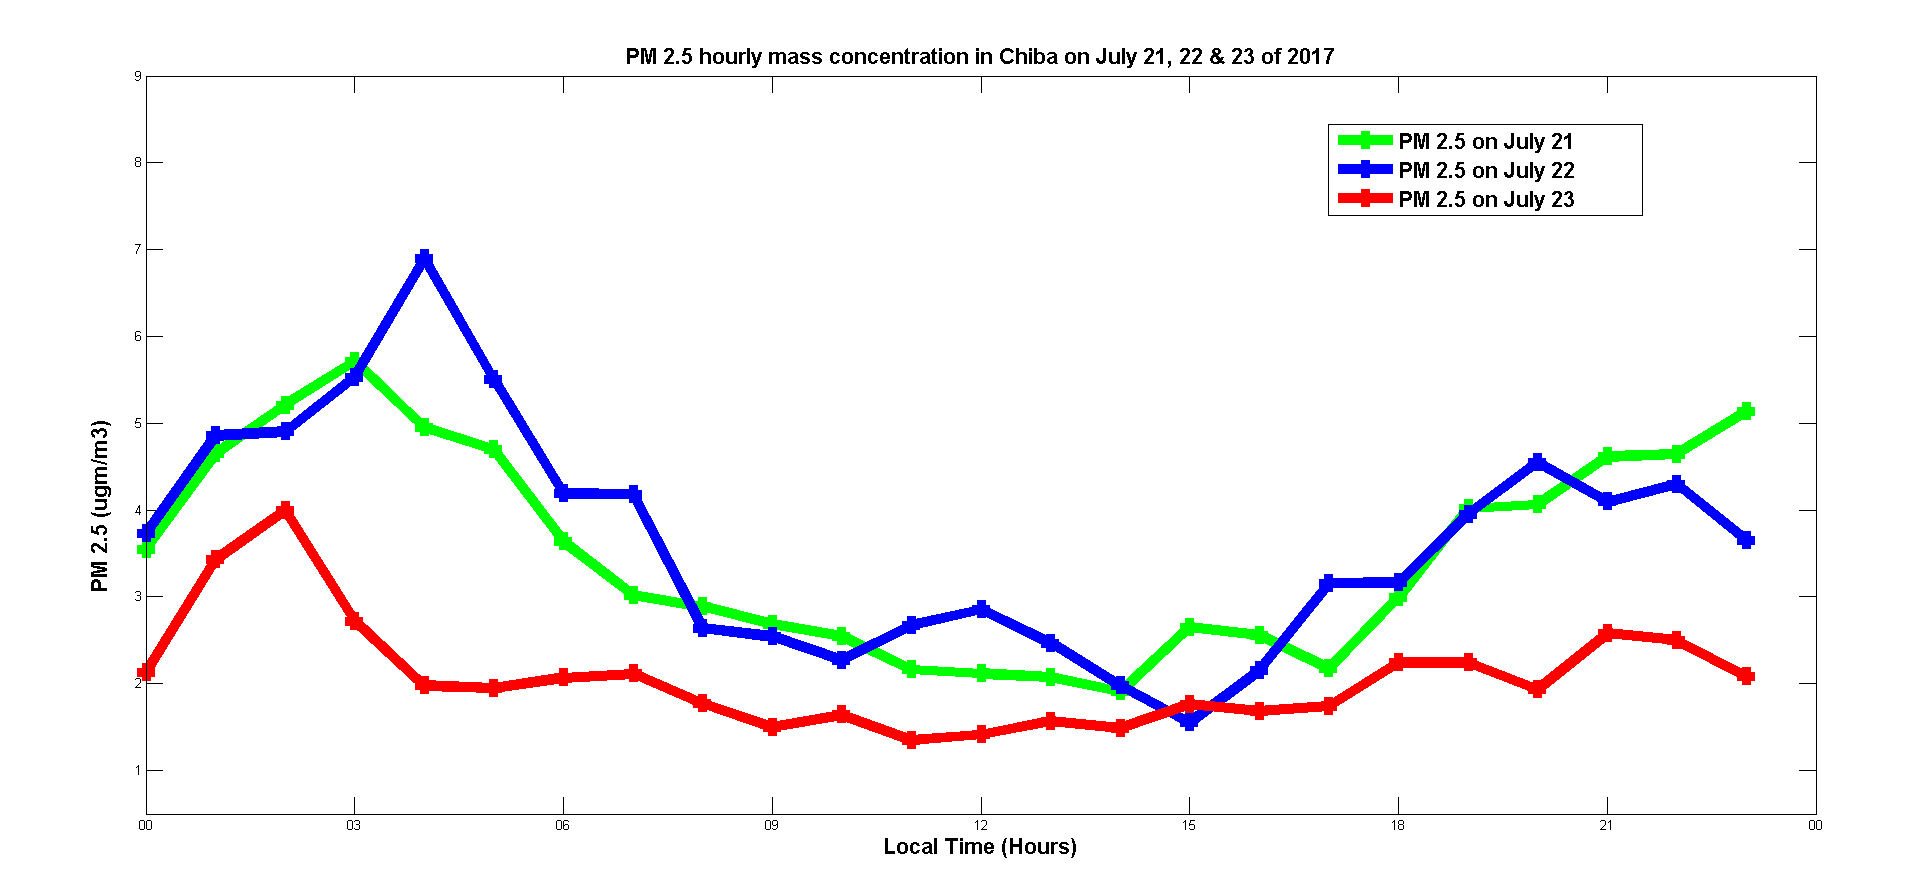 PM 2.5 hourly mass concentration in Chiba on July 21, 22 & 23 of 2017
9
8
7
6
5
4
3
2
1
PM 2.5 (ugm/m3)
PM 2.5 on July 21
PM 2.5 on July 22
PM 2.5 on July 23
00 03 06 09 12 15 18 21 00
Local Time (Hours)